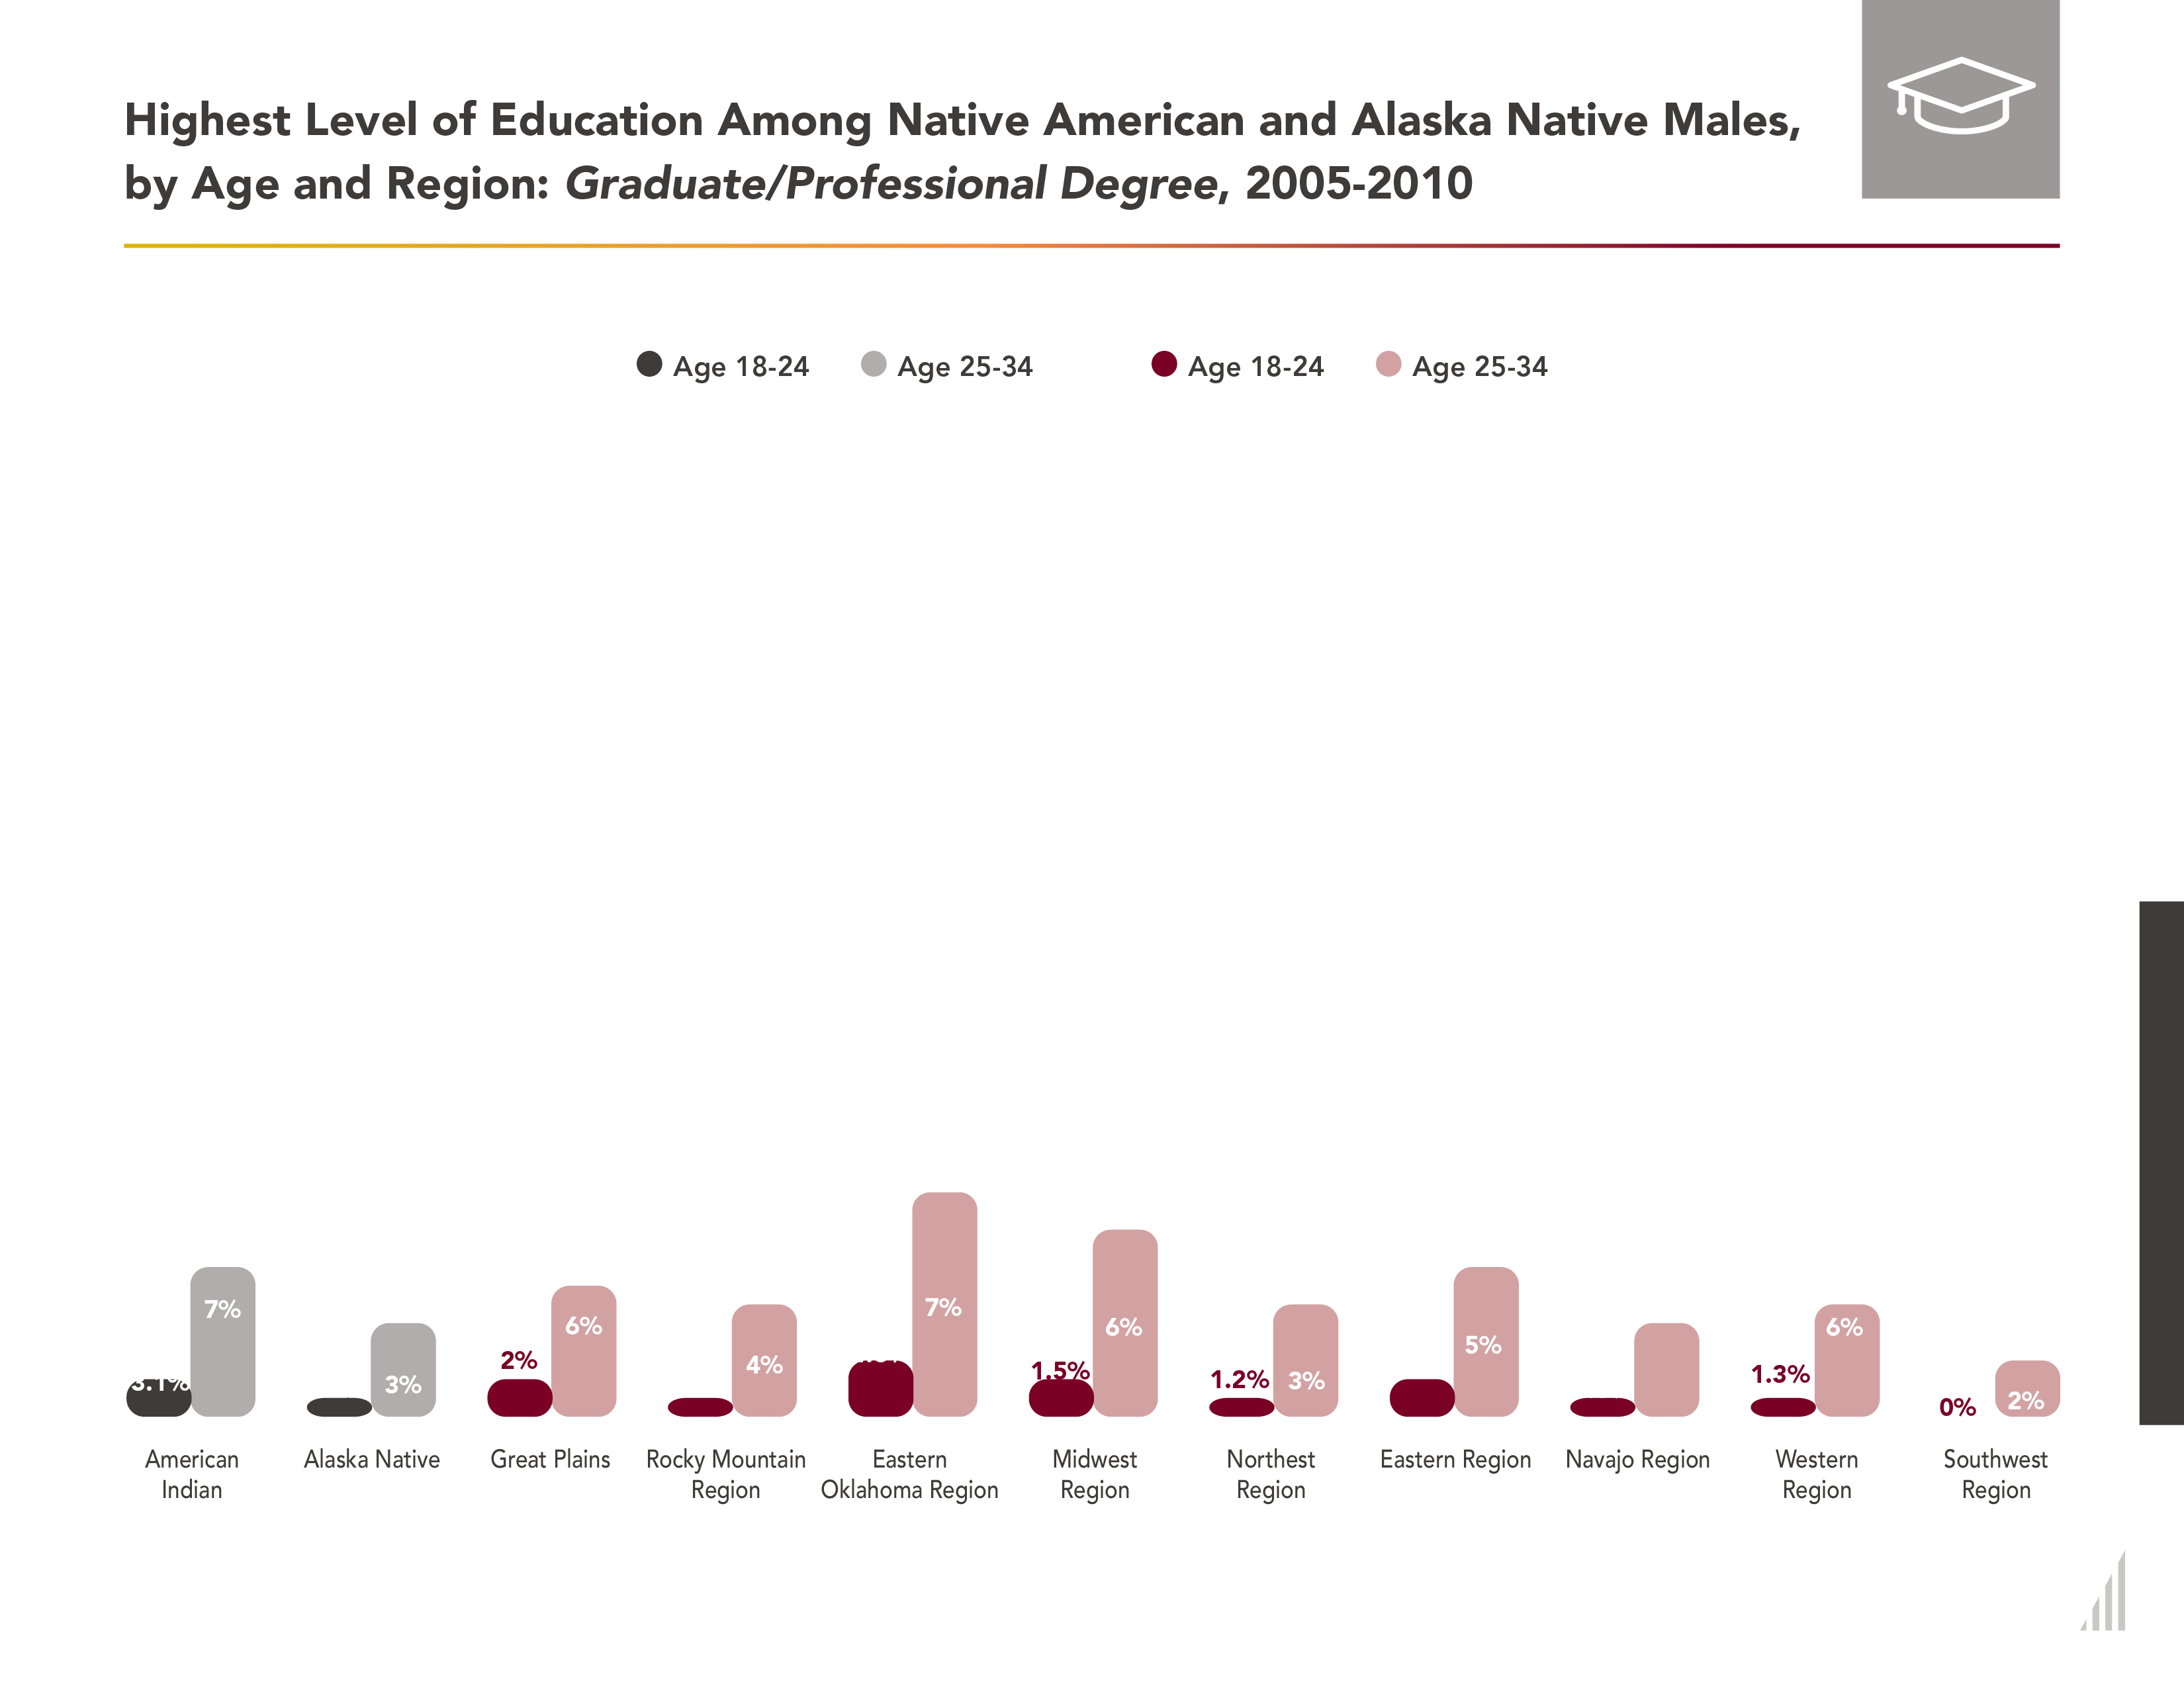 Highest Level of Education Among Native American and Alaska Native Males,
by Age and Region: Graduate/Professional Degree, 2005-2010
Age 18-24 Age 25-34 Age 18-24 Age 25-34
7%
7%
6%
6%
6%
5%
2%
4%
1.5%
1.3%
3.1%
3%
1.2%
3%
0%
2%
American
Indian
Alaska Native
Great Plains
Rocky Mountain
Region
Eastern
Oklahoma Region
Midwest
Region
Northest
Region
Eastern Region
Navajo Region
Western
Region
Southwest
Region